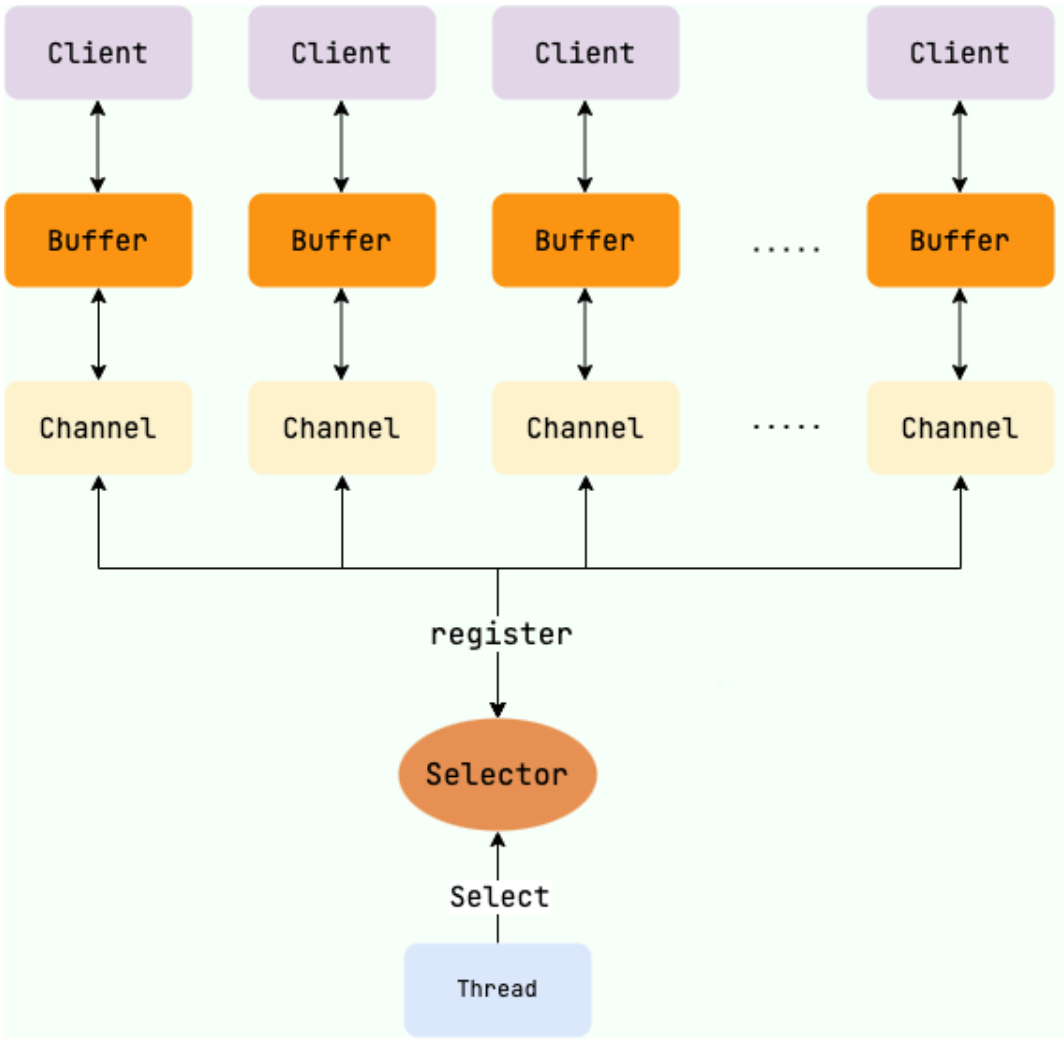 Client Client Client Client
Buffer Buffer Buffer ..... Buffer
Channel Channel Channel ..... Channel
register
Selector
Select
Thread